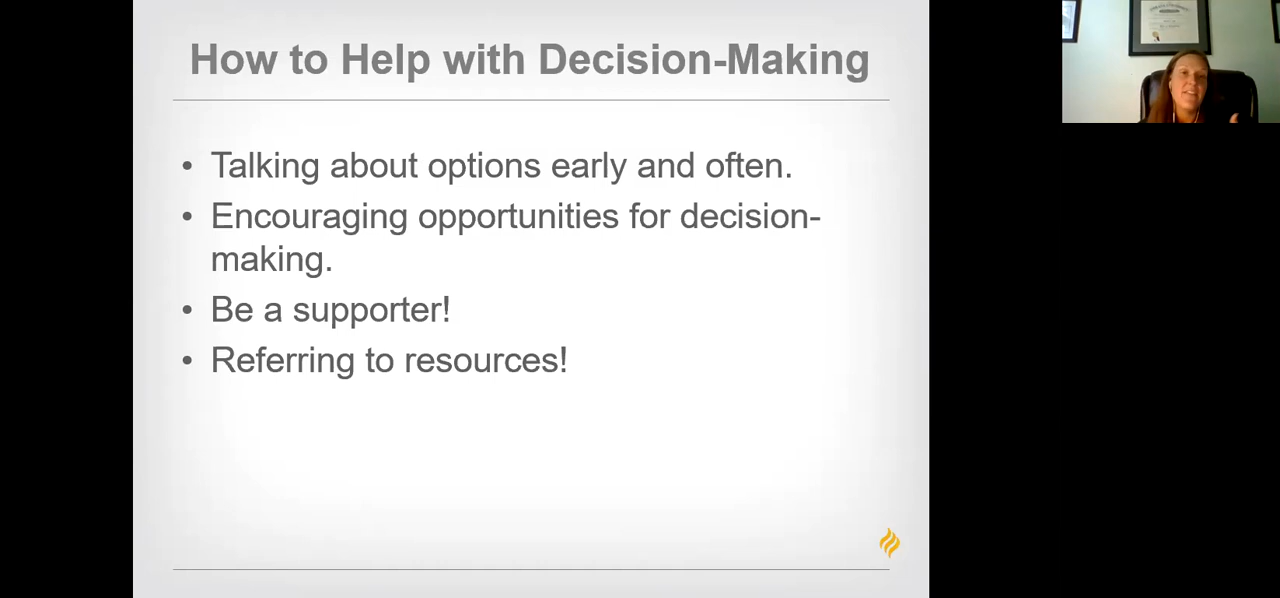 How to Help with Decision-Making
• Talking about options early and often.
• Encouraging opportunities for decision-
making.
• Be a supporter!
• Referring to resources!